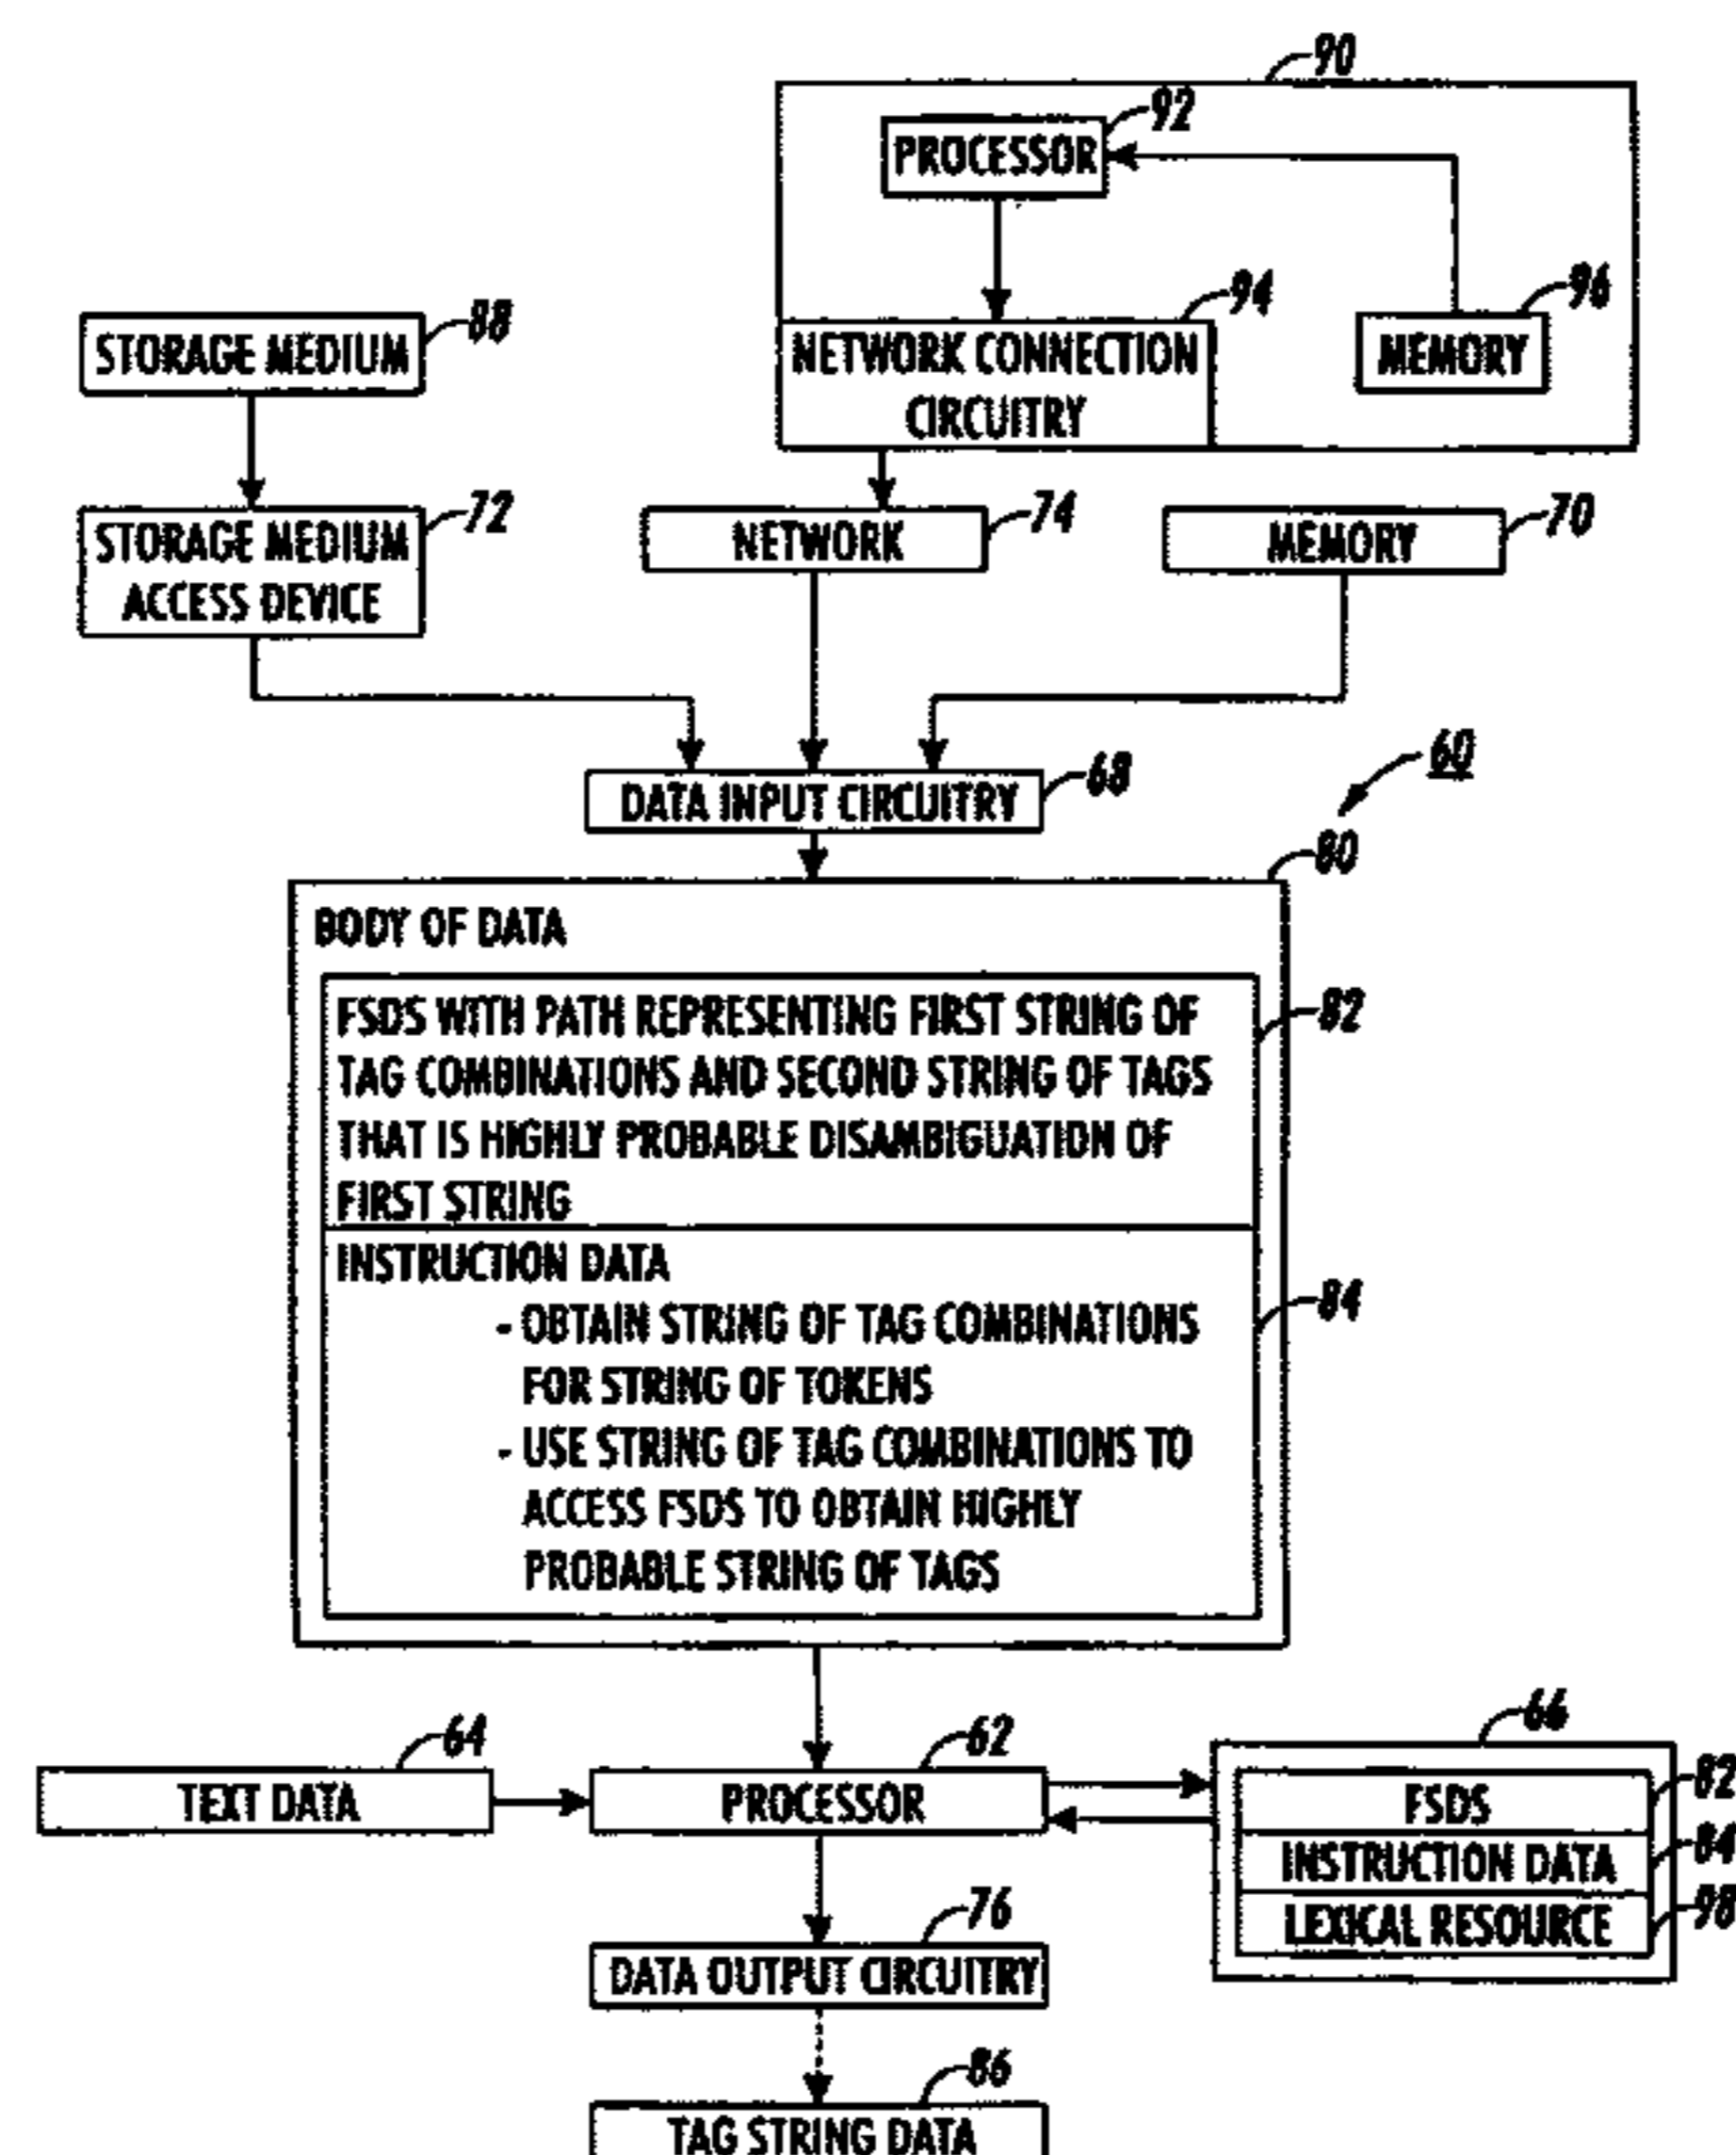 90
92
PROCESSOR
94
96
88
STORAGE MEDIUM
NETWORK CONNECTION
CIRCUITRY
MEMORY
72
74
70
STORAGE MEDIUM
ACCESS DEVICE
NETWORK
MEMORY
60
68
DATA INPUT CIRCUITRY
80
BODY OF DATA
82
FSDS WITH PATH REPRESENTING FIRST STRING OF
TAG COMBINATIONS AND SECOND STRING OF TAGS
THAT IS HIGHLY PROBABLE DISAMBIGUATION OF
FIRST STRING
INSTRUCTION DATA
84
- OBTAIN STRING OF TAG COMBINATIONS
FOR STRING OF TOKENS
- USE STRING OF TAG COMBINATIONS TO
ACCESS FSDS TO OBTAIN HIGHLY
PROBABLE STRING OF TAGS
64
62
66
TEXT DATA
PROCESSOR
FSDS
82
INSTRUCTION DATA
84
LEXICAL RESOURCE
98
76
DATA OUTPUT CIRCUITRY
86
TAG STRING DATA